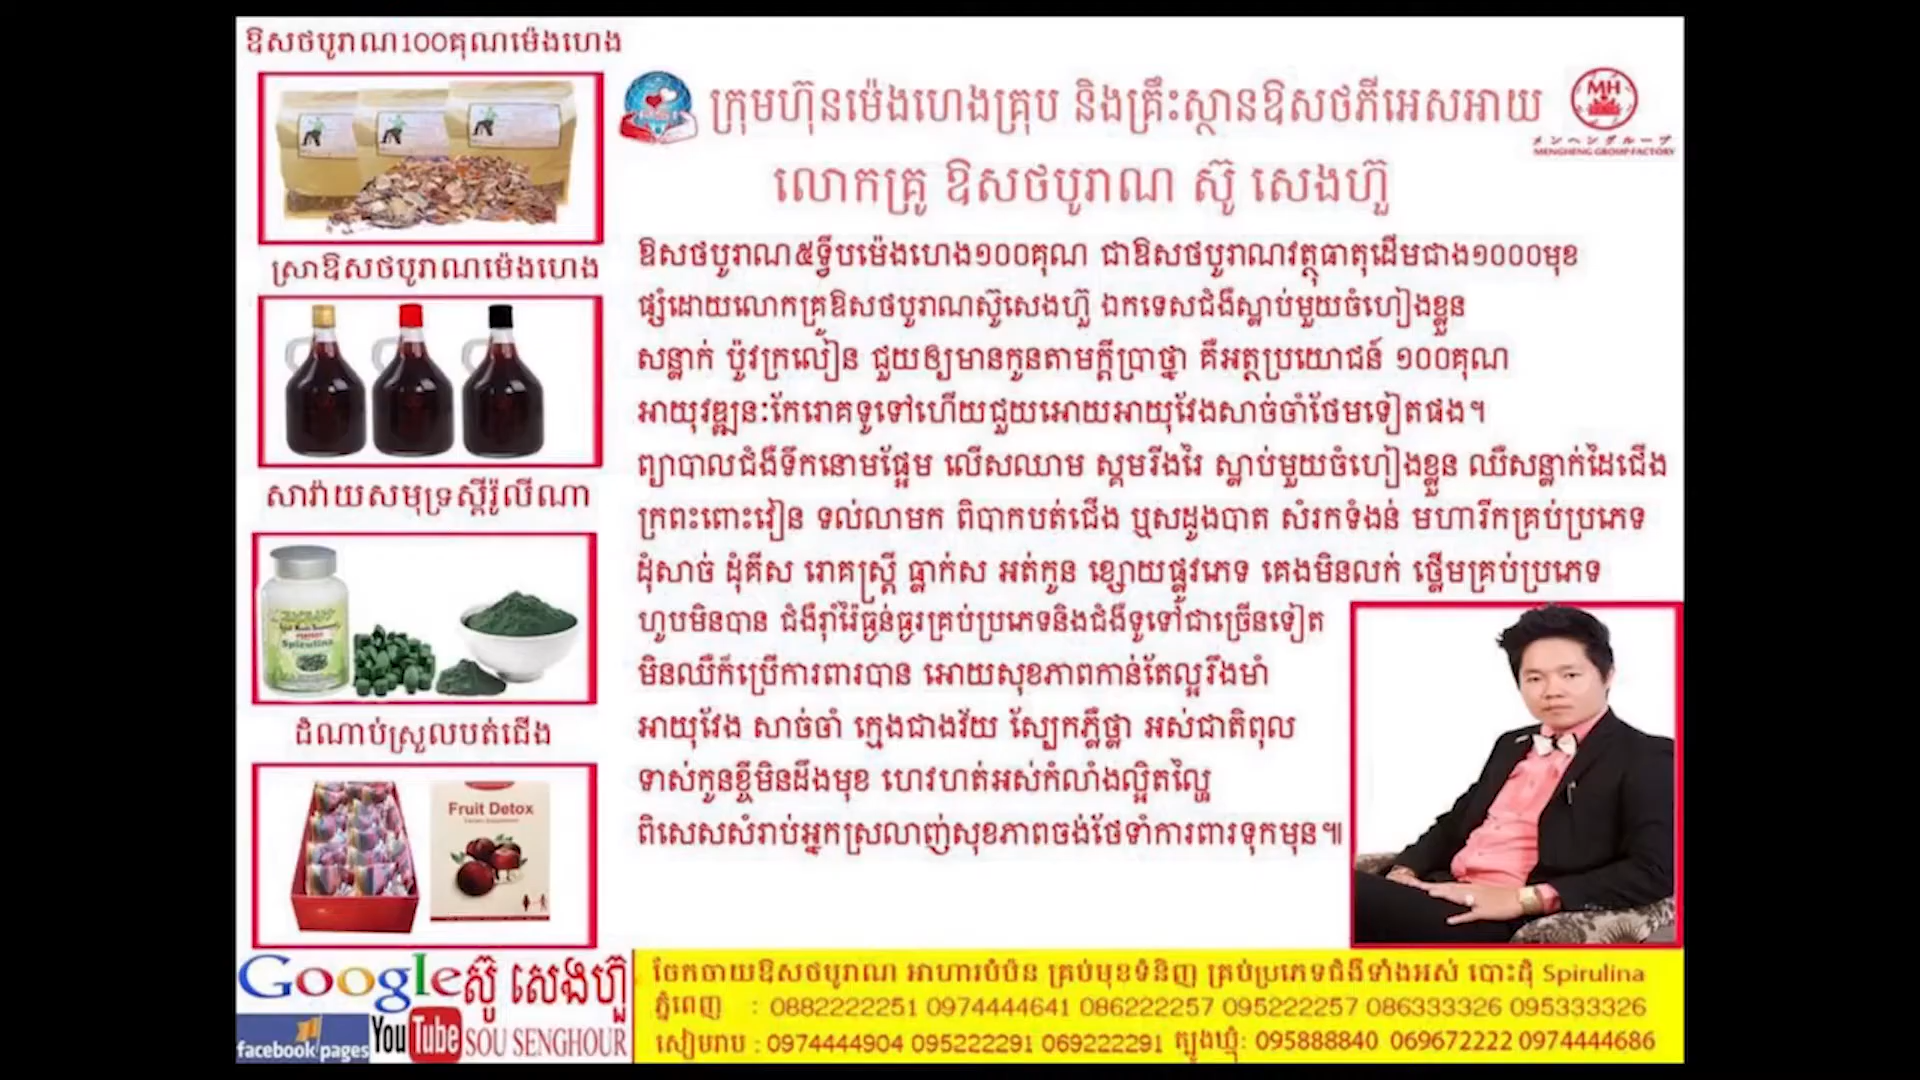 ឱសថបូរាណ100គុណម៉េងហេង
ស្រាឱសថបូរាណម៉េងហេង
សារ៉ាយសមុទ្រស្ពីរ៉ូលីណា
Spirulina
ដំណាប់ស្រួលបត់ជើង
Fruit Detox
ក្រុមហ៊ុនម៉េងហេងគ្រុប និងគ្រឹះស្ថានឱសថភីអេសអាយ
MH
メンヘングループ
MENGHENG GROUP FACTORY
លោកគ្រូ ឱសថបូរាណ ស៊ូ សេងហ៊ួ
ឱសថបូរាណ៥ទ្វីបម៉េងហេង១00គុណ ជាឱសថបូរាណវត្ថុធាតុដើមជាង១000មុខ
ផ្សំដោយលោកគ្រូឱសថបូរាណស៊ូសេងហ៊ួ ឯកទេសជំងឺស្លាប់មួយចំហៀងខ្លួន
សន្លាក់ ប៉ូវក្រលៀន ជួយឲ្យមានកូនតាមក្តីប្រាថ្នា គឺអត្ថប្រយោជន៍ ១00គុណ
អាយុវឌ្ឍនៈកែរោគទូទៅហើយជួយអោយអាយុវែងសាច់ចាំថែមទៀតផង។
ព្យាបាលជំងឺទឹកនោមផ្អែម លើសឈាម ស្គមរីងរៃ ស្លាប់មួយចំហៀងខ្លួន ឈឺសន្លាក់ដៃជើង
ក្រពះពោះវៀន ទល់លាមក ពិបាកបត់ជើង ឬសដូងបាត សំរកទំងន់ មហារីកគ្រប់ប្រភេទ
ដុំសាច់ ដុំគីស រោគស្ត្រី ធ្លាក់ស អត់កូន ខ្សោយផ្លូវភេទ គេងមិនលក់ ថ្លើមគ្រប់ប្រភេទ
ហូបមិនបាន ជំងឺរ៉ាំរ៉ៃធ្ងន់ធ្ងរគ្រប់ប្រភេទនិងជំងឺទូទៅជាច្រើនទៀត
មិនឈឺក៏ប្រើការពារបាន អោយសុខភាពកាន់តែល្អរឹងមាំ
អាយុវែង សាច់ចាំ ក្មេងជាងវ័យ ស្បែកភ្លឺថ្លា អស់ជាតិពុល
ទាស់កូនខ្ចីមិនដឹងមុខ ហេវហត់អស់កំលាំងល្អិតល្អៃ
ពិសេសសំរាប់អ្នកស្រលាញ់សុខភាពចង់ថែទាំការពារទុកមុន៕
Google ស៊ូ សេងហ៊ួ
facebook pages YouTube SOU SENGHOUR
ចែកចាយឱសថបូរាណ អាហារបំប៉ន គ្រប់មុខទំនិញ គ្រប់ប្រភេទជំងឺទាំងអស់ បោះដុំ Spirulina
ភ្នំពេញ : 0882222251 0974444641 086222257 095222257 086333326 095333326
សៀមរាប : 0974444904 095222291 069222291 ត្បូងឃ្មុំ: 095888840 069672222 0974444686